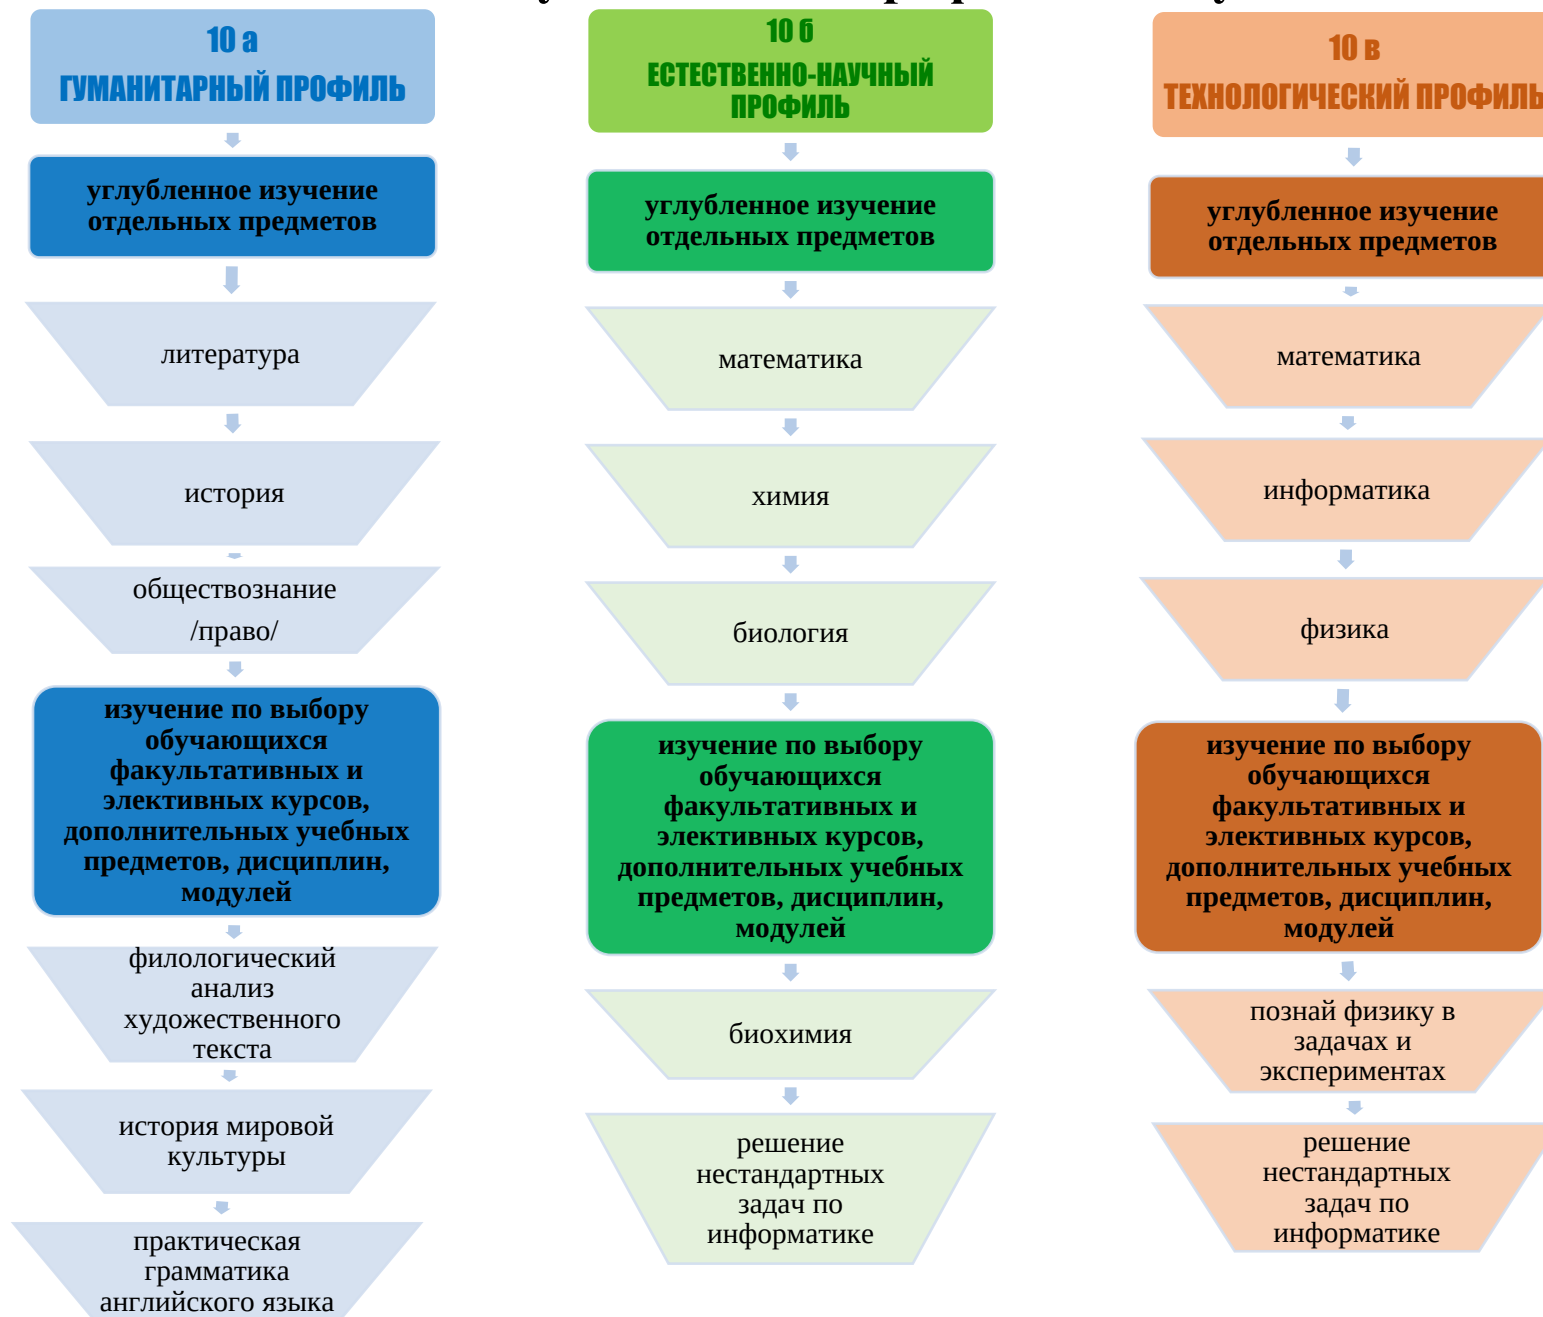 10 а
ГУМАНИТАРНЫЙ ПРОФИЛЬ
углубленное изучение
отдельных предметов
литература
история
обществознание
/право/
изучение по выбору
обучающихся
факультативных и
элективных курсов,
дополнительных учебных
предметов, дисциплин,
модулей
филологический
анализ
художественного
текста
история мировой
культуры
практическая
грамматика
английского языка
10 б
ЕСТЕСТВЕННО-НАУЧНЫЙ
ПРОФИЛЬ
углубленное изучение
отдельных предметов
математика
химия
биология
изучение по выбору
обучающихся
факультативных и
элективных курсов,
дополнительных учебных
предметов, дисциплин,
модулей
биохимия
решение
нестандартных
задач по
информатике
10 в
ТЕХНОЛОГИЧЕСКИЙ ПРОФИЛЬ
углубленное изучение
отдельных предметов
математика
информатика
физика
изучение по выбору
обучающихся
факультативных и
элективных курсов,
дополнительных учебных
предметов, дисциплин,
модулей
познай физику в
задачах и
экспериментах
решение
нестандартных
задач по
информатике